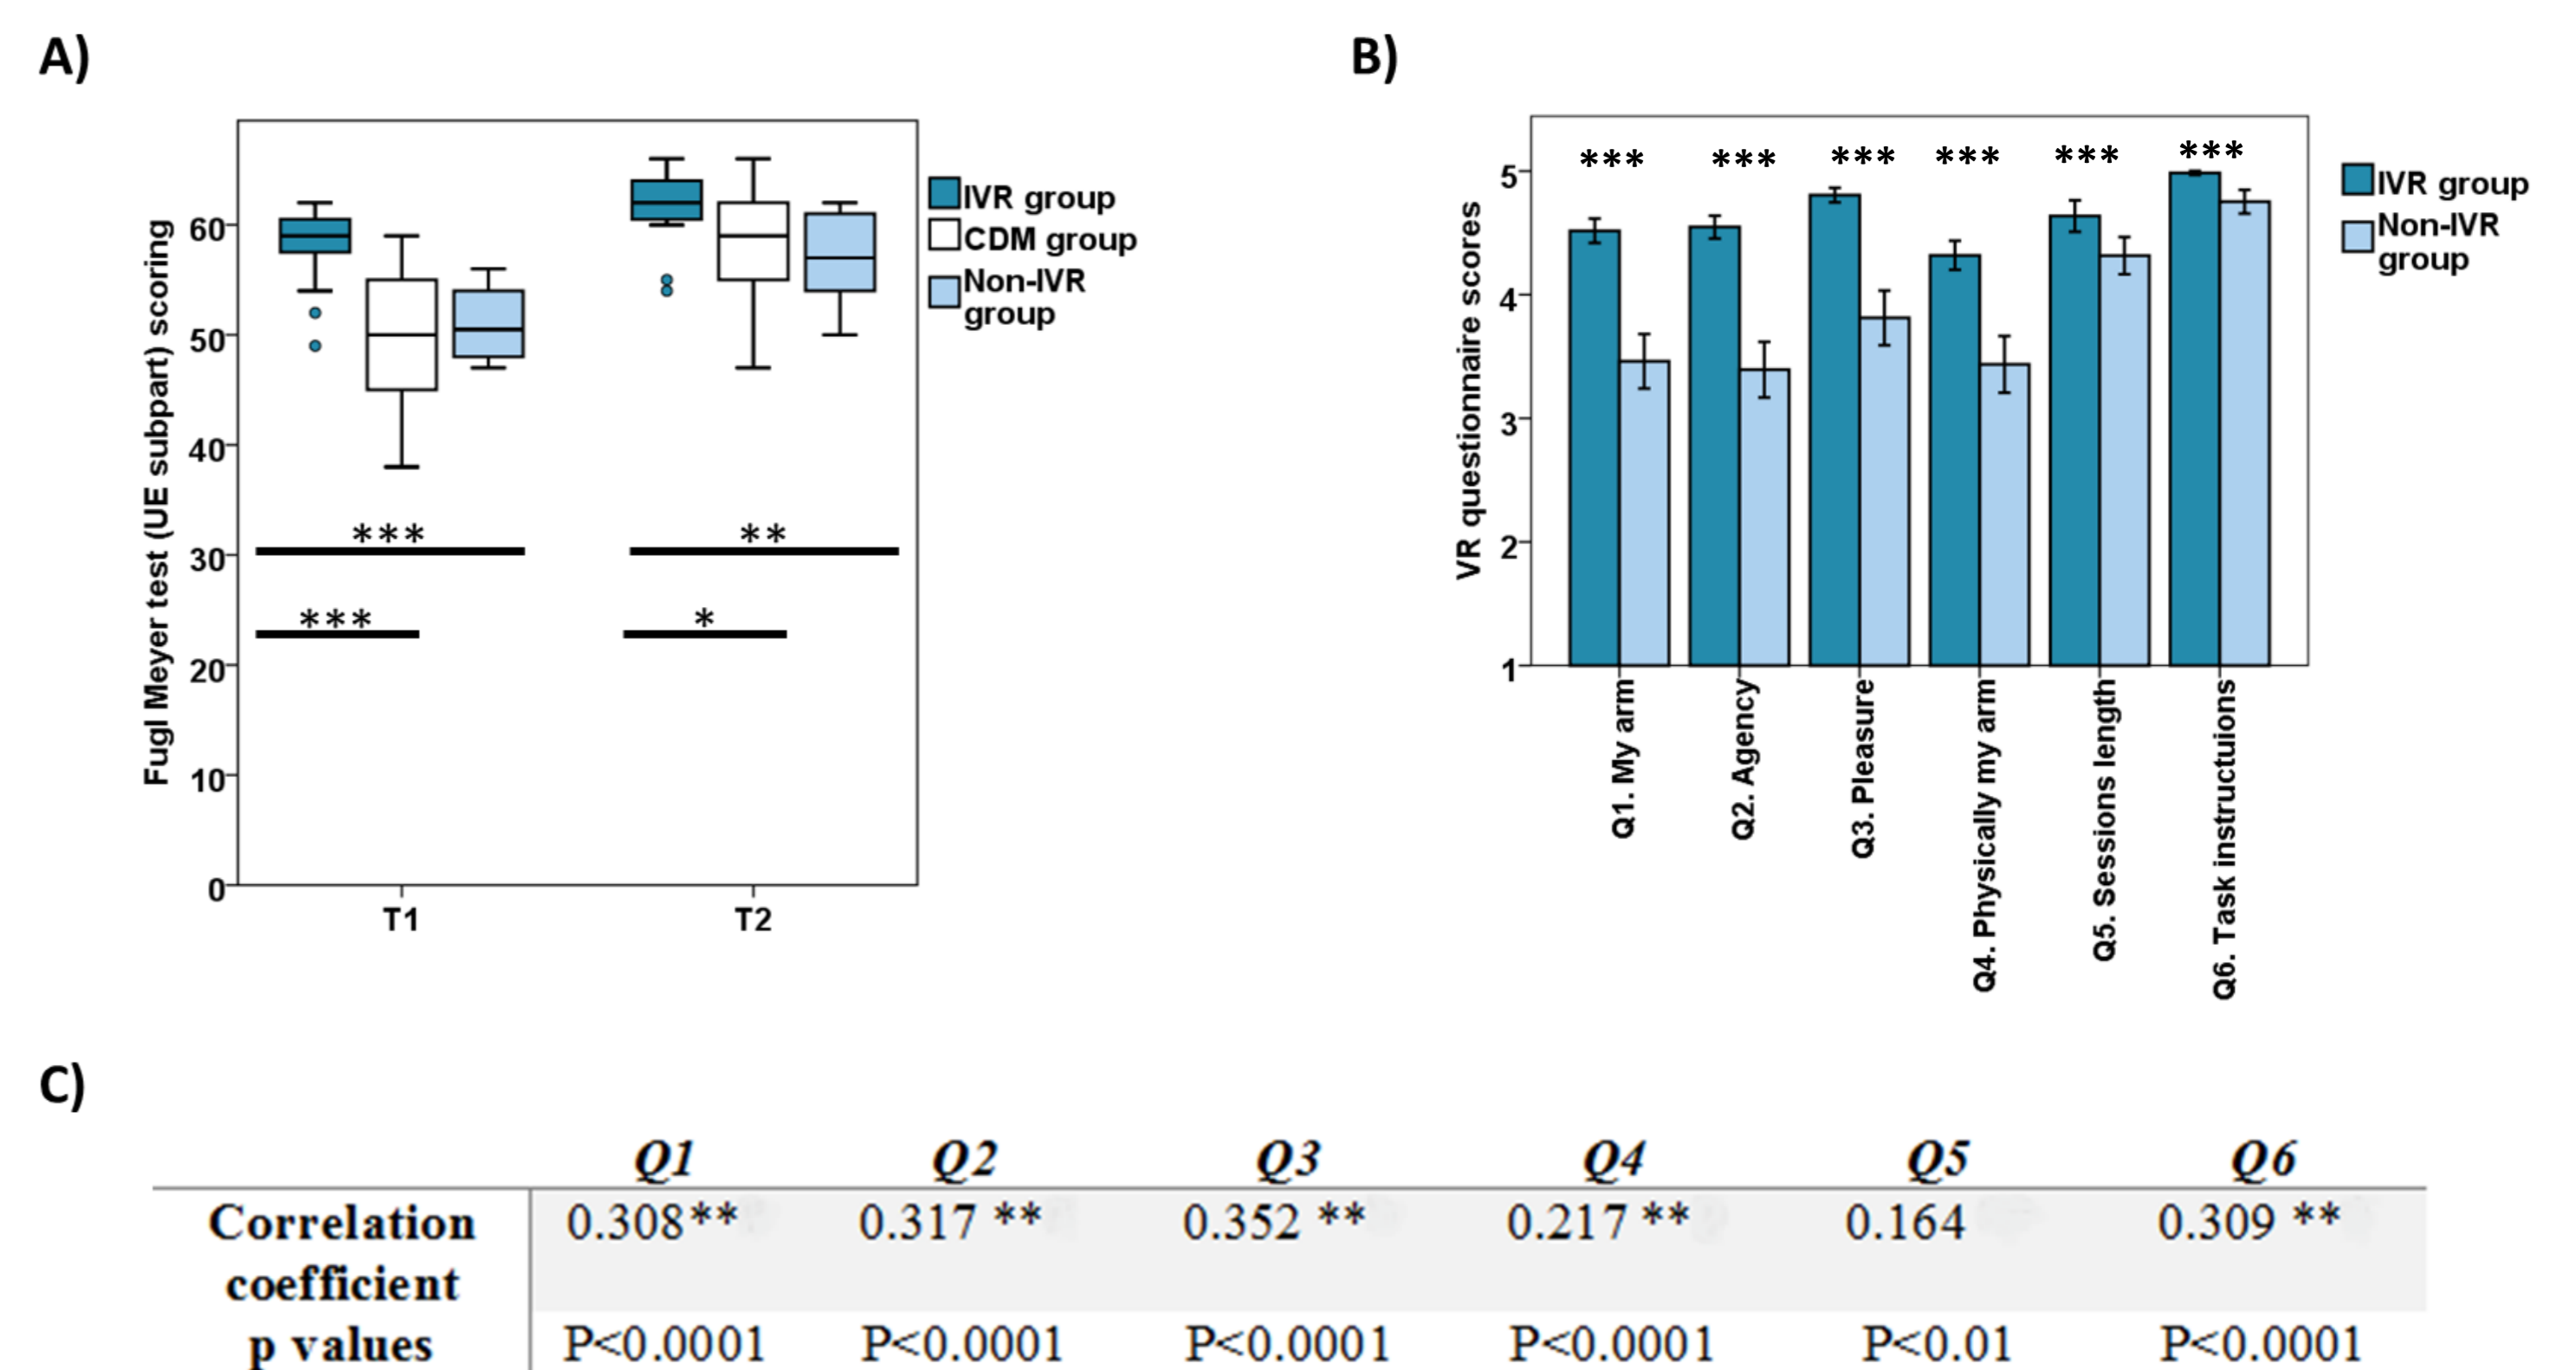 A)
Fugl Meyer test (UE subpart) scoring
60
50
40
30
20
10
0
***
**
***
*
T1
T2
IVR group
CDM group
Non-IVR
group
B)
VR questionnaire scores
5
4
3
2
1
*** *** *** *** *** ***
Q1. My arm
Q2. Agency
Q3. Pleasure
Q4. Physically my arm
Q5. Sessions length
Q6. Task instructuions
IVR group
Non-IVR
group
C)
Q1 Q2 Q3 Q4 Q5 Q6
Correlation 0.308** 0.317 ** 0.352 ** 0.217 ** 0.164 0.309 **
coefficient
p values P<0.0001 P<0.0001 P<0.0001 P<0.0001 P<0.01 P<0.0001